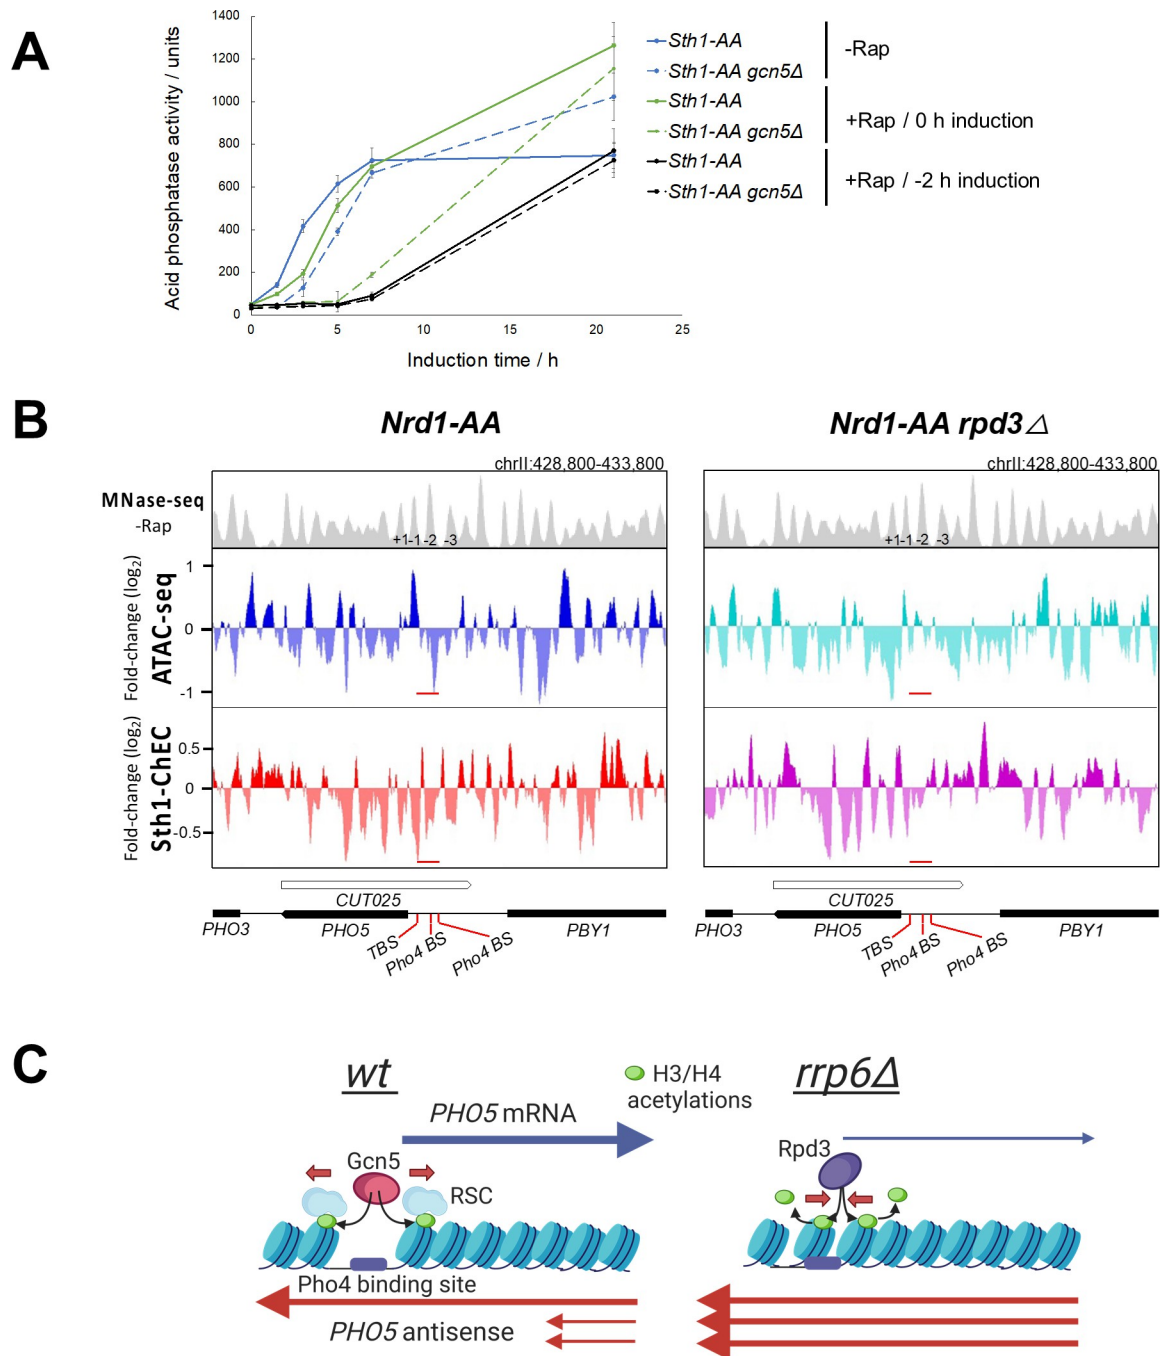 A
Acid phosphatase activity / units
1400
1200
1000
800
600
400
200
0
0
5
10
15
20
25
Induction time / h
Sth1-AA
Sth1-AA gcn5Δ
-Rap
Sth1-AA
Sth1-AA gcn5Δ
+Rap / 0 h induction
Sth1-AA
Sth1-AA gcn5Δ
+Rap / -2 h induction
B
Nrd1-AA
Nrd1-AA rpd3△
chrII:428,800-433,800
chrII:428,800-433,800
MNase-seq
-Rap
+1 -1 -2 -3
+1 -1 -2 -3
Fold-change (log2)
ATAC-seq
1
0
-1
Fold-change (log2)
Sth1-ChEC
0.5
0
-0.5
CUT025
CUT025
PHO3
PHO5
PBY1
PHO3
PHO5
PBY1
TBS
Pho4 BS
Pho4 BS
TBS
Pho4 BS
Pho4 BS
C
wt
H3/H4
acetylations
rrp6Δ
PHO5 mRNA
Gcn5
RSC
Rpd3
Pho4 binding site
PHO5 antisense